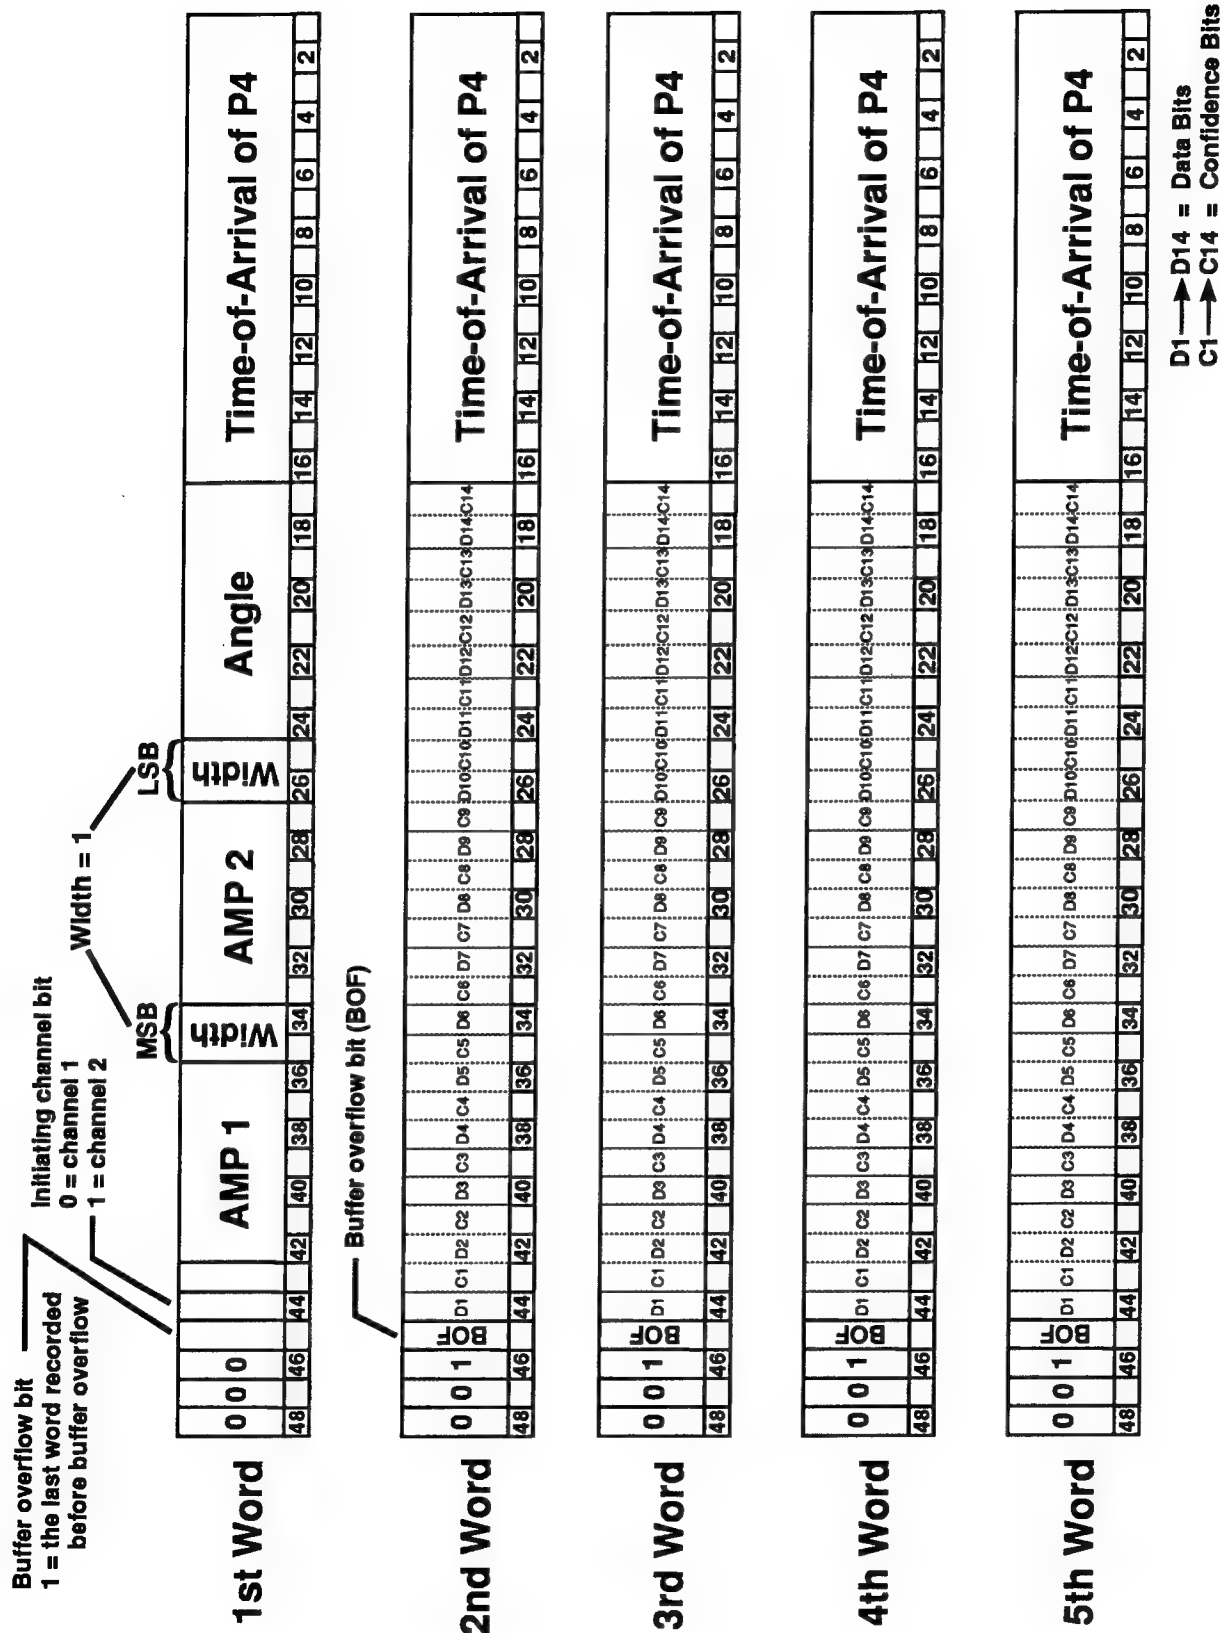 Buffer overflow bit
1 = the last word recorded
before buffer overflow
Initiating channel bit
0 = channel 1
1 = channel 2
Width = 1
MSB
LSB
1st Word
0 0 0 AMP 1 Width AMP 2 Width Angle Time-of-Arrival of P4
48 46 44 42 40 38 36 34 32 30 28 26 24 22 20 18 16 14 12 10 8 6 4 2
Buffer overflow bit (BOF)
2nd Word
0 0 1 BOT D1 C1 D2 C2 D3 C3 D4 C4 D5 C5 D6 C6 D7 C7 D8 C8 D9 C9 D10 C10 D11 C11 D12 C12 D13 C13 D14 C14 Time-of-Arrival of P4
48 46 44 42 40 38 36 34 32 30 28 26 24 22 20 18 16 14 12 10 8 6 4 2
3rd Word
0 0 1 BOT D1 C1 D2 C2 D3 C3 D4 C4 D5 C5 D6 C6 D7 C7 D8 C8 D9 C9 D10 C10 D11 C11 D12 C12 D13 C13 D14 C14 Time-of-Arrival of P4
48 46 44 42 40 38 36 34 32 30 28 26 24 22 20 18 16 14 12 10 8 6 4 2
4th Word
0 0 1 BOT D1 C1 D2 C2 D3 C3 D4 C4 D5 C5 D6 C6 D7 C7 D8 C8 D9 C9 D10 C10 D11 C11 D12 C12 D13 C13 D14 C14 Time-of-Arrival of P4
48 46 44 42 40 38 36 34 32 30 28 26 24 22 20 18 16 14 12 10 8 6 4 2
5th Word
0 0 1 BOT D1 C1 D2 C2 D3 C3 D4 C4 D5 C5 D6 C6 D7 C7 D8 C8 D9 C9 D10 C10 D11 C11 D12 C12 D13 C13 D14 C14 Time-of-Arrival of P4
48 46 44 42 40 38 36 34 32 30 28 26 24 22 20 18 16 14 12 10 8 6 4 2
D1 → D14 = Data Bits
C1 → C14 = Confidence Bits